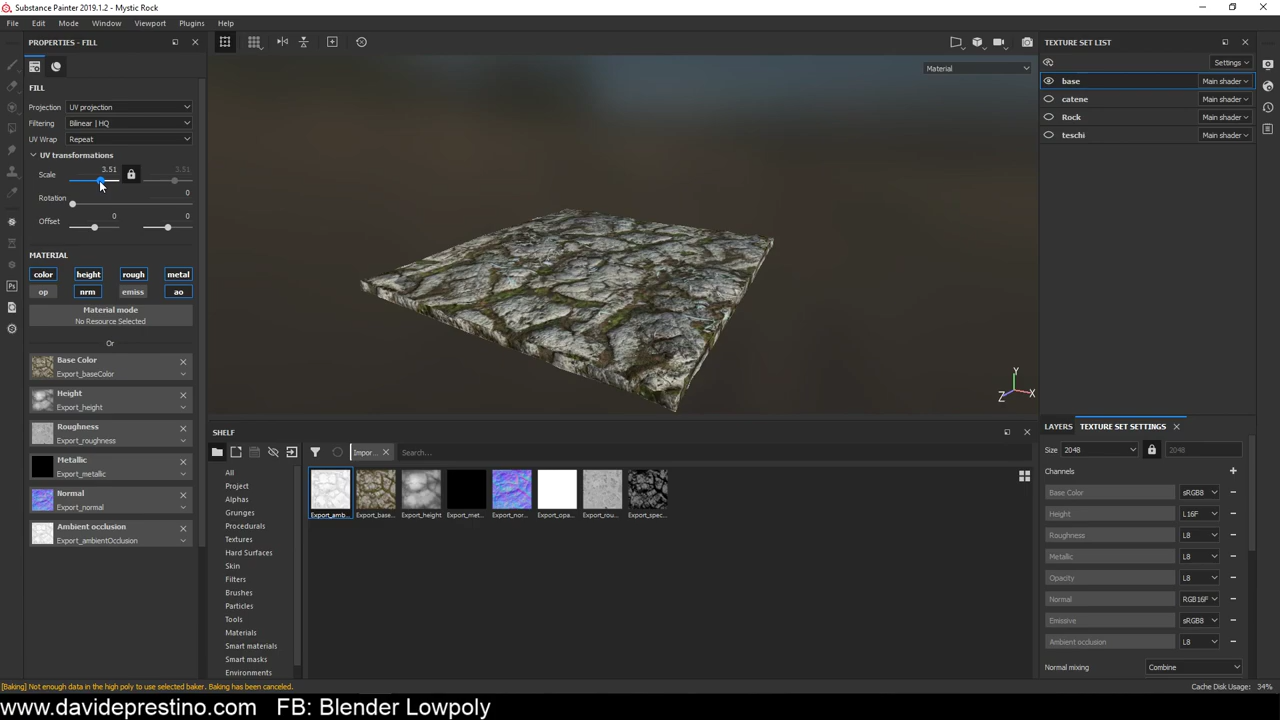 Substance Painter 2019.1.2 - Mystic Rock
File Edit Mode Window Viewport Plugins Help
PROPERTIES - FILL
FILL
Projection UV projection
Filtering Bilinear | HQ
UV Wrap Repeat
UV transformations
Scale 3.51 3.51
Rotation 0
Offset 0 0
MATERIAL
color height rough metal
op nrm emiss ao
Material mode
No Resource Selected
Or
Base Color
Export_baseColor
Height
Export_height
Roughness
Export_roughness
Metallic
Export_metallic
Normal
Export_normal
Ambient occlusion
Export_ambientOcclusion
Material
Y
Z X
SHELF
Impor... Search...
All
Project
Alphas
Grunges
Procedurals
Textures
Hard Surfaces
Skin
Filters
Brushes
Particles
Tools
Materials
Smart materials
Smart masks
Environments
Export_amb... Export_base... Export_height Export_met... Export_nor... Export_opa... Export_rou... Export_spec...
TEXTURE SET LIST
Settings
base Main shader
catene Main shader
Rock Main shader
teschi Main shader
LAYERS TEXTURE SET SETTINGS
Size 2048 2048
Channels
Base Color sRGB8
Height L16F
Roughness L8
Metallic L8
Opacity L8
Normal RGB16F
Emissive sRGB8
Ambient occlusion L8
Normal mixing Combine
[Baking] Not enough data in the high poly to use selected baker. Baking has been canceled.
Cache Disk Usage: 34%
www.davideprestino.com FB: Blender Lowpoly